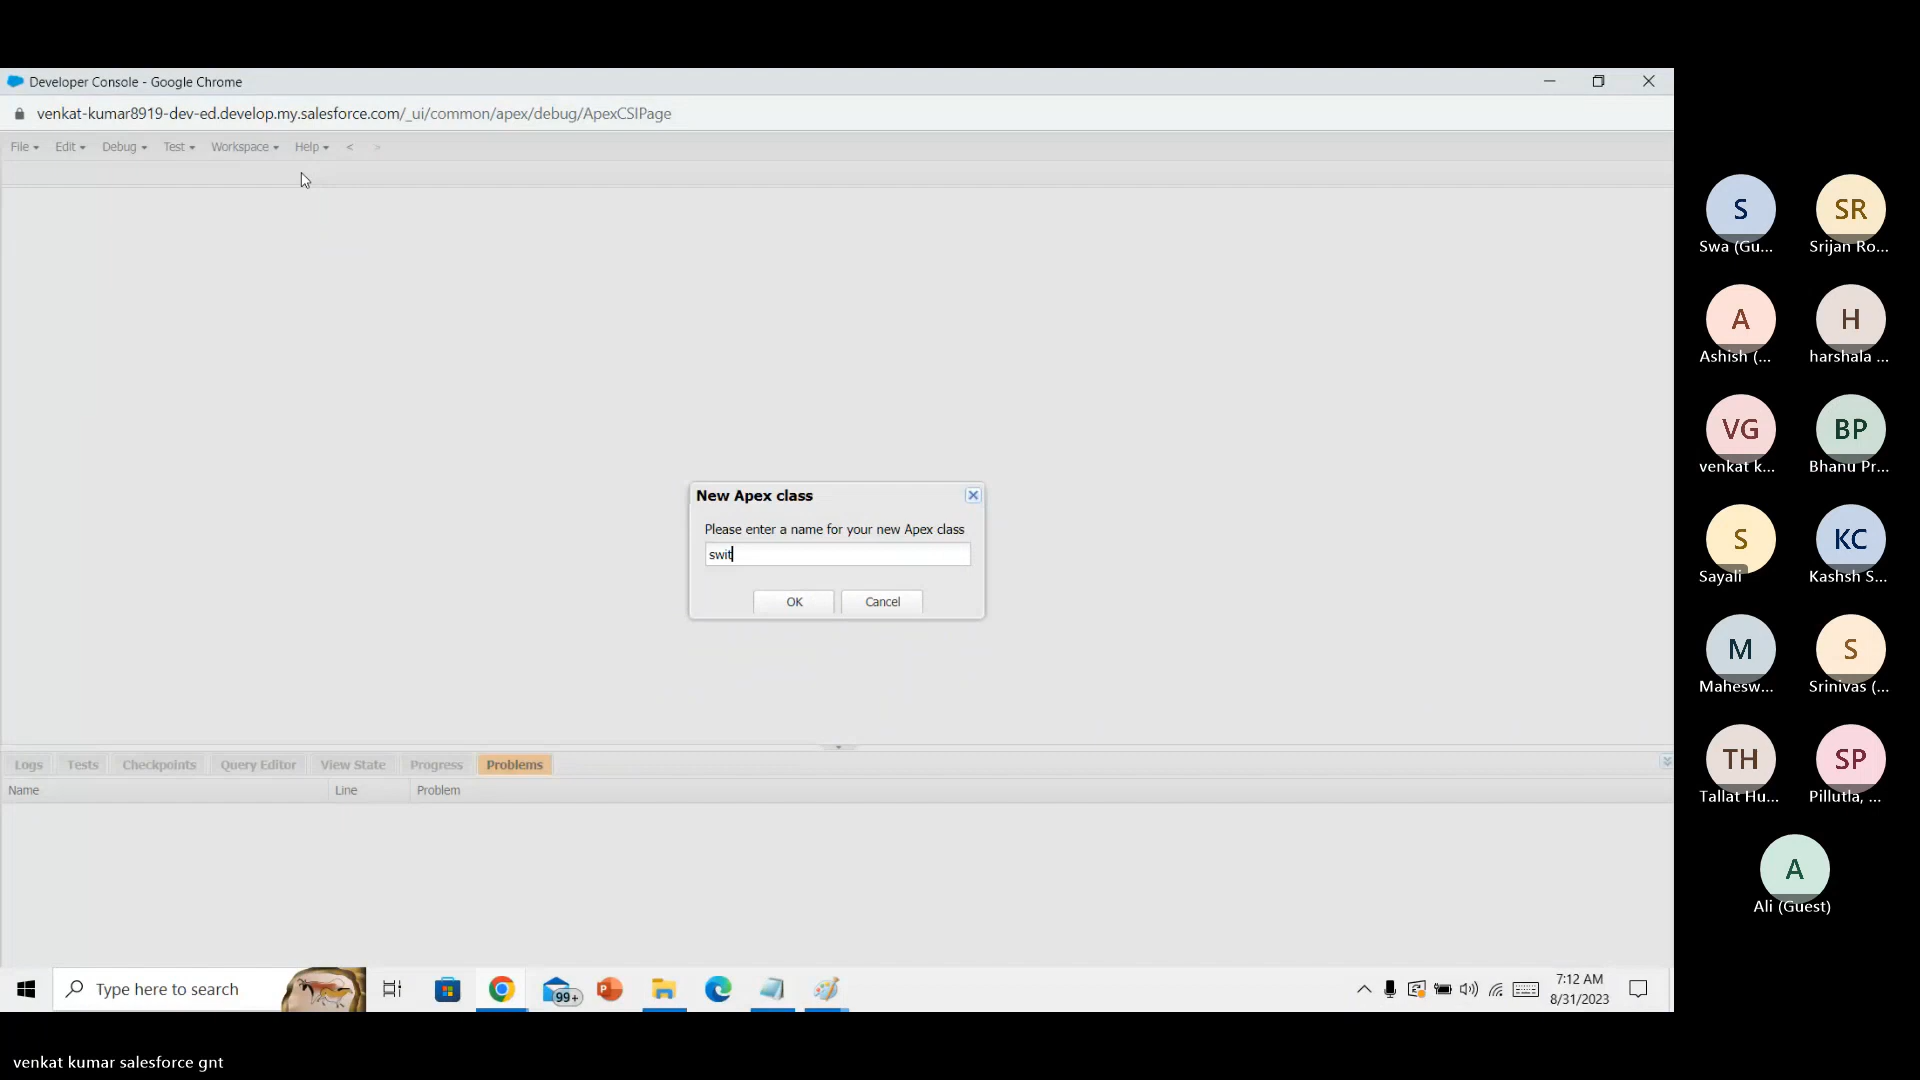 Developer Console - Google Chrome
venkat-kumar8919-dev-ed.develop.my.salesforce.com/_ui/common/apex/debug/ApexCSIPage
File Edit Debug Test Workspace Help < >
New Apex class
Please enter a name for your new Apex class
swit
OK Cancel
Logs Tests Checkpoints Query Editor View State Progress Problems
Name Line Problem
Type here to search
99+
7:12 AM
8/31/2023
S SR
Swa (Gu... Srijan Ro...
A H
Ashish (... harshala ...
VG BP
venkat k... Bhanu Pr...
S KC
Sayali Kashsh S...
M S
Mahesw... Srinivas (...
TH SP
Tallat Hu... Pillutla, ...
A
Ali (Guest)
venkat kumar salesforce gnt